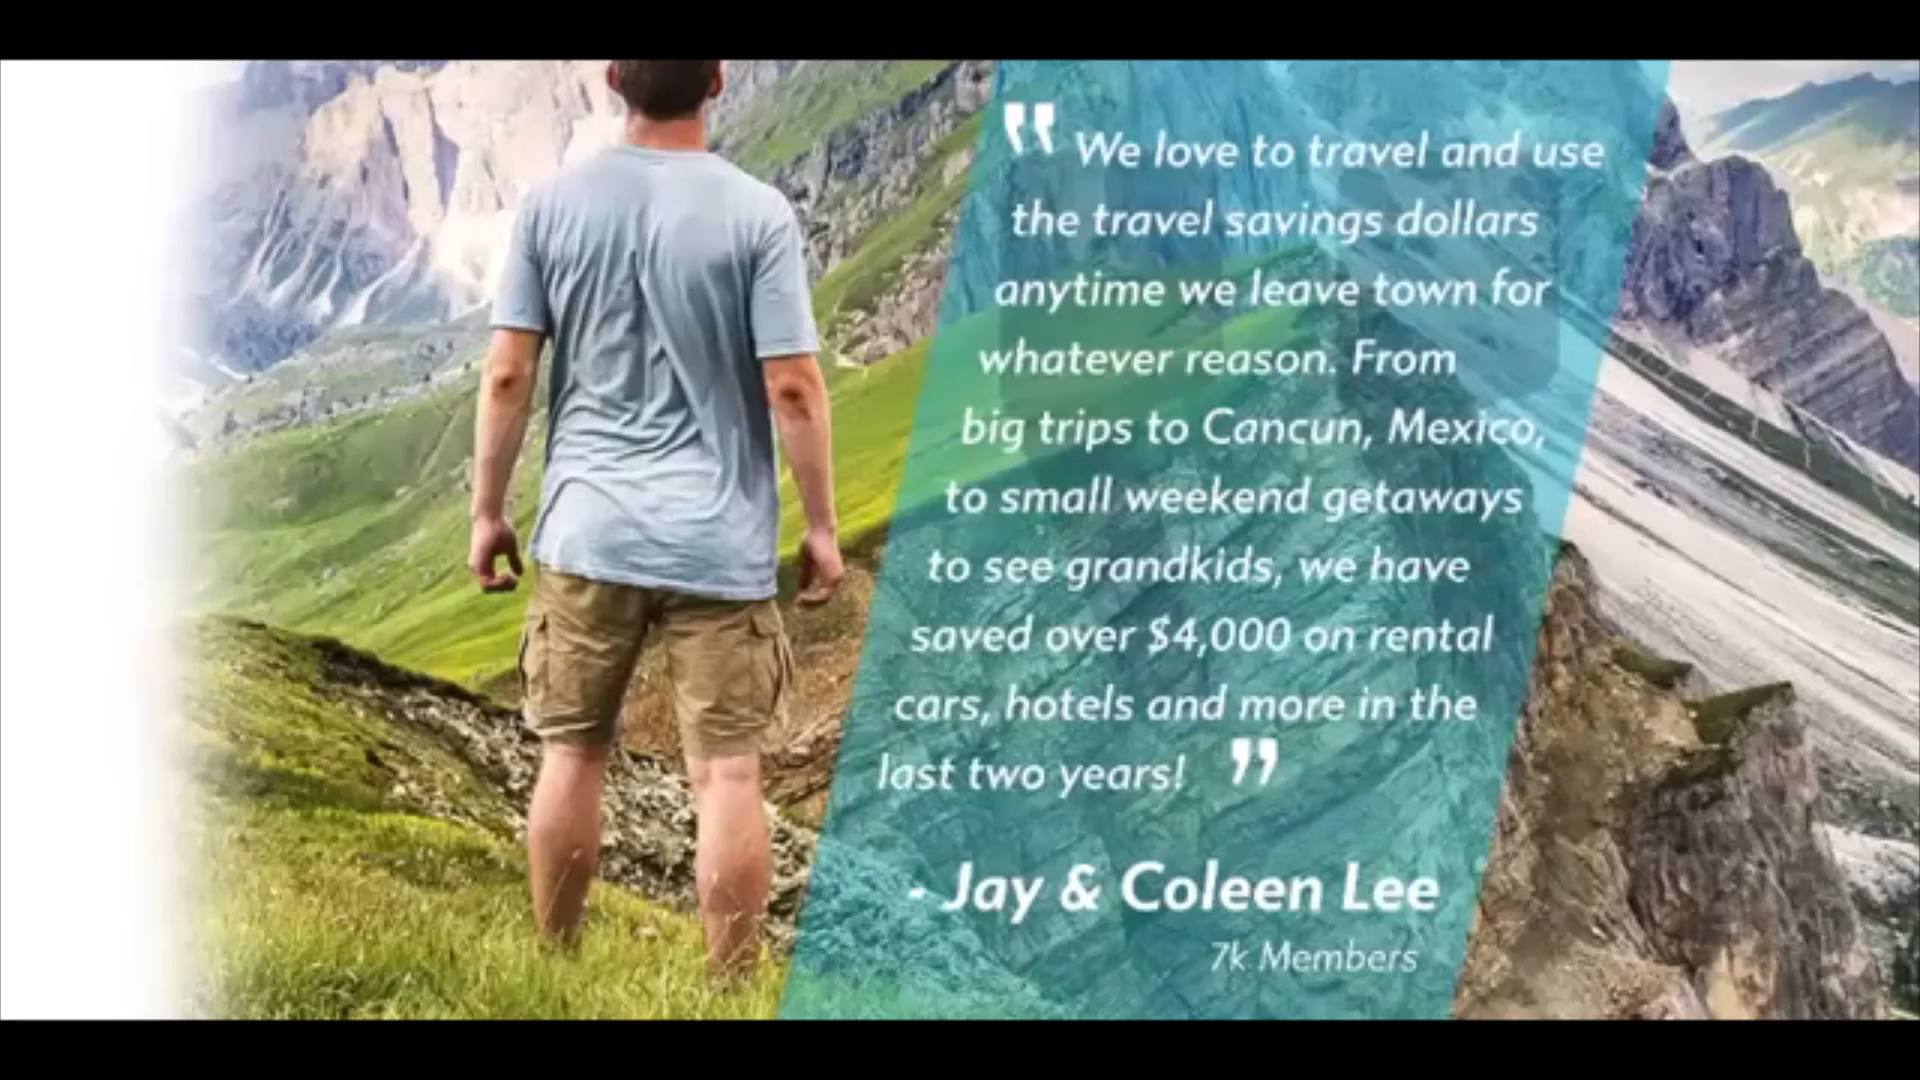 " We love to travel and use
the travel savings dollars
anytime we leave town for
whatever reason. From
big trips to Cancun, Mexico,
to small weekend getaways
to see grandkids, we have
saved over $4,000 on rental
cars, hotels and more in the
last two years! "
- Jay & Coleen Lee
7k Members